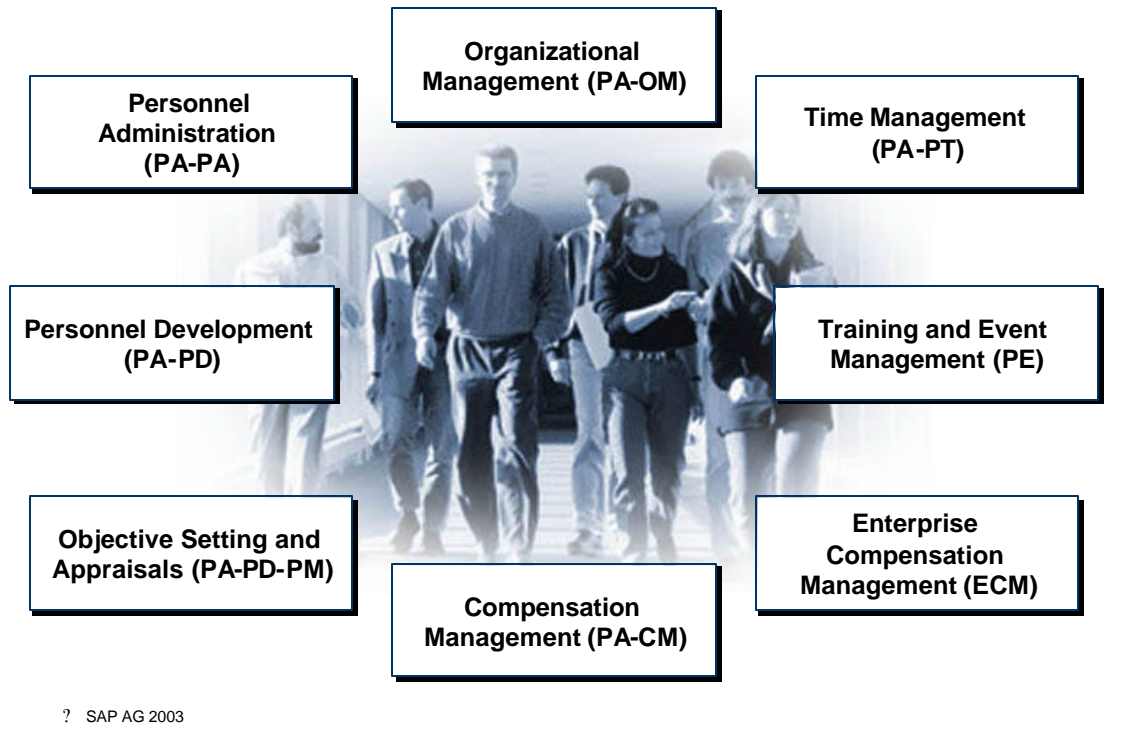 Organizational
Management (PA-OM)
Personnel
Administration
(PA-PA)
Time Management
(PA-PT)
Personnel Development
(PA-PD)
Training and Event
Management (PE)
Objective Setting and
Appraisals (PA-PD-PM)
Enterprise
Compensation
Management (ECM)
Compensation
Management (PA-CM)
? SAP AG 2003